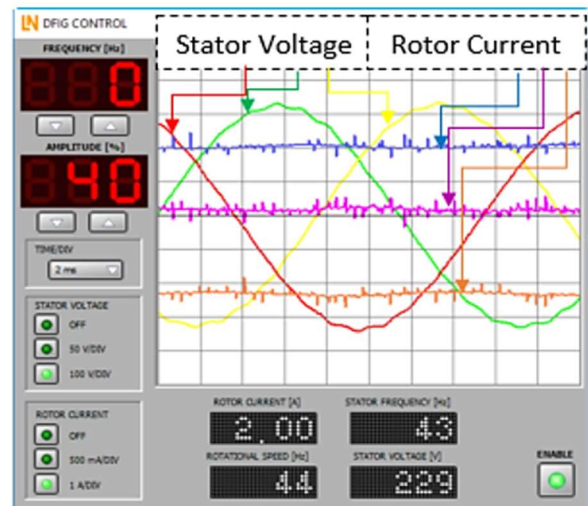 LN DFIG CONTROL
FREQUENCY [Hz]
0
AMPLITUDE [%]
40
TIME/DIV
2 ms
STATOR VOLTAGE
OFF
50 V/DIV
100 V/DIV
ROTOR CURRENT
OFF
500 mA/DIV
1 A/DIV
Stator Voltage
Rotor Current
ROTOR CURRENT [A]
2.00
STATOR FREQUENCY [Hz]
43
ROTATIONAL SPEED [Hz]
44
STATOR VOLTAGE [V]
229
ENABLE